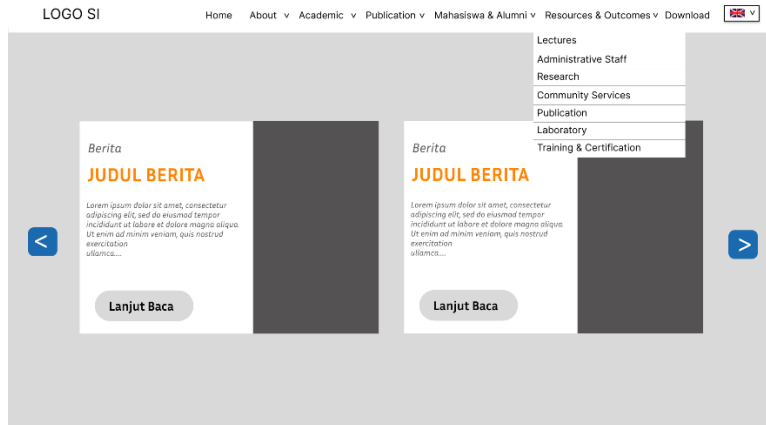 LOGO SI
Home About v Academic v Publication v Mahasiswa & Alumni v Resources & Outcomes v Download v
Lectures
Administrative Staff
Research
Community Services
Publication
Laboratory
Training & Certification
Berita
JUDUL BERITA
Lorem ipsum dolor sit amet, consectetur
adipiscing elit, sed do eiusmod tempor
incididunt ut labore et dolore magna aliqua.
Ut enim ad minim veniam, quis nostrud
exercitation
ullamca....
Lanjut Baca
Berita
JUDUL BERITA
Lorem ipsum dolor sit amet, consectetur
adipiscing elit, sed do eiusmod tempor
incididunt ut labore et dolore magna aliqua.
Ut enim ad minim veniam, quis nostrud
exercitation
ullamca....
Lanjut Baca
<
>